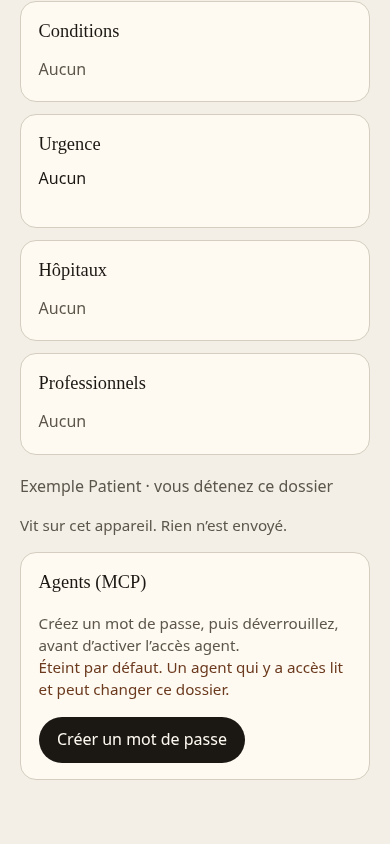 Conditions
Aucun
Urgence
Aucun
Hôpitaux
Aucun
Professionnels
Aucun
Exemple Patient · vous détenez ce dossier
Vit sur cet appareil. Rien n’est envoyé.
Agents (MCP)
Créez un mot de passe, puis déverrouillez,
avant d’activer l’accès agent.
Éteint par défaut. Un agent qui y a accès lit
et peut changer ce dossier.
Créer un mot de passe